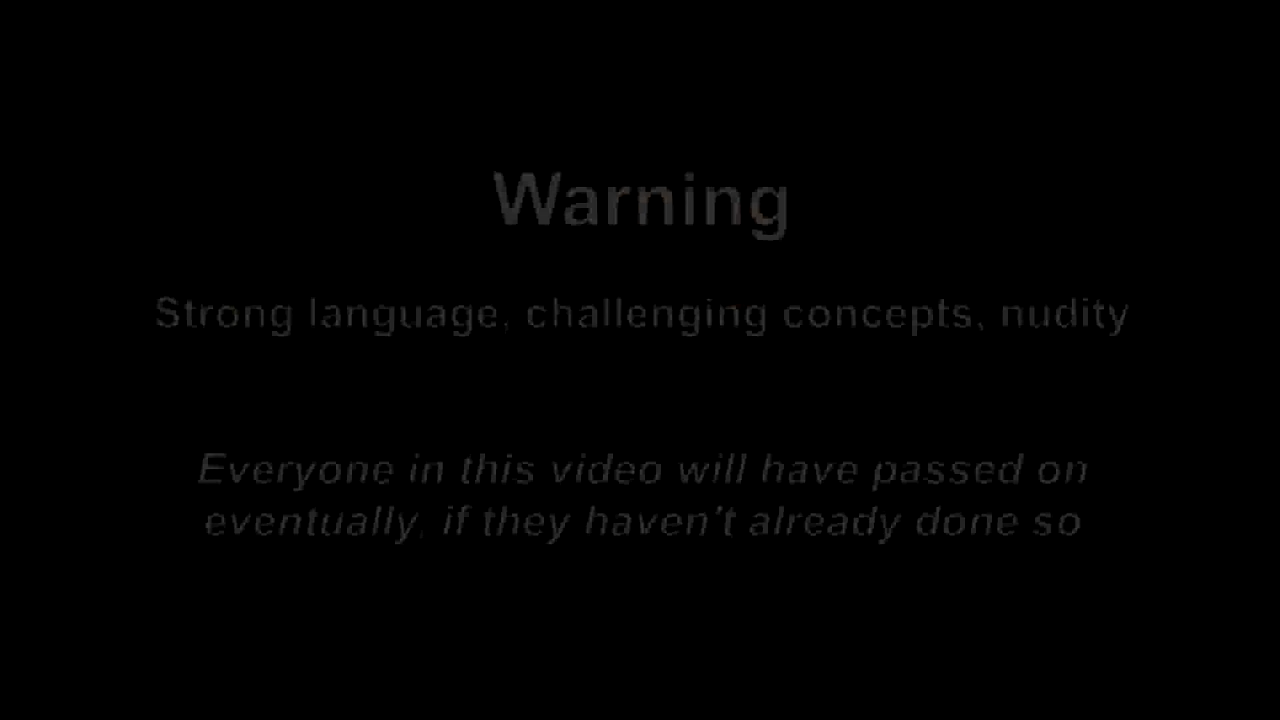 Warning
Strong language, challenging concepts, nudity
Everyone in this video will have passed on
eventually, if they haven't already done so